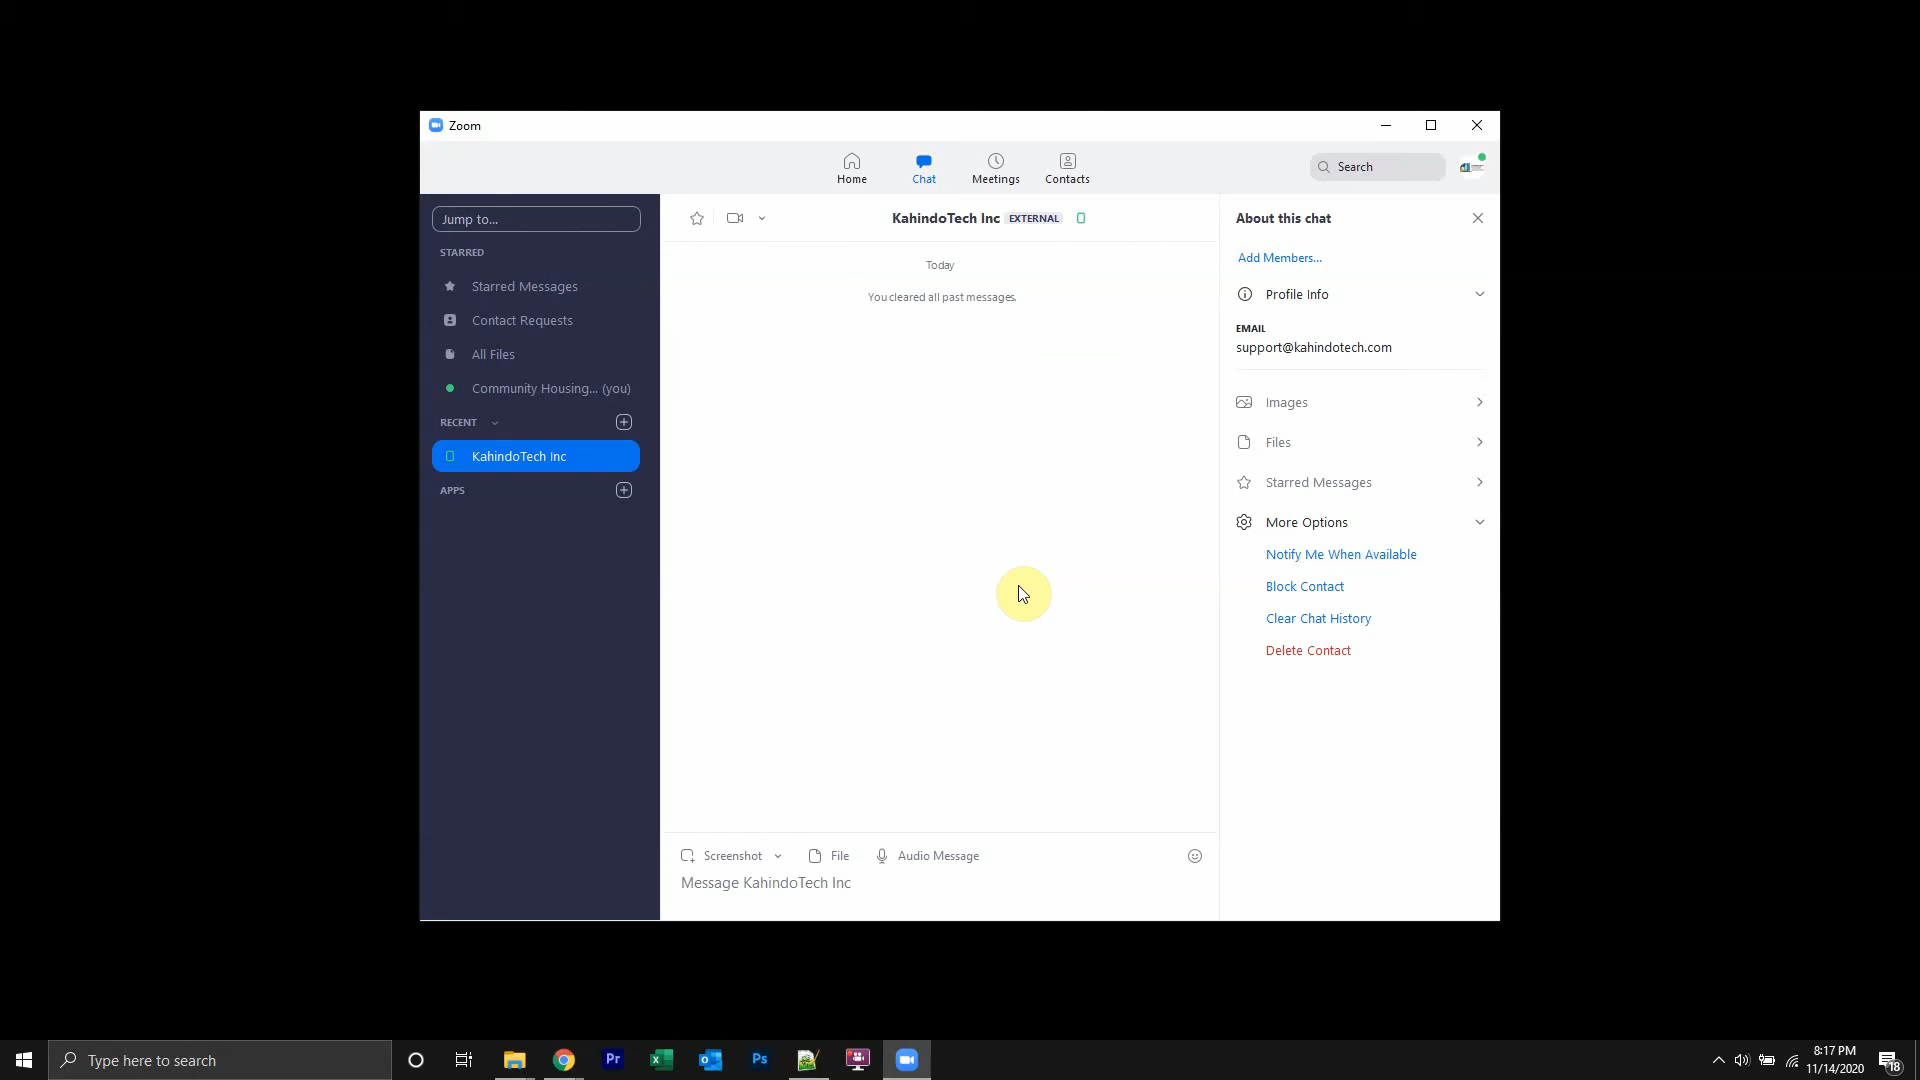 Zoom
Home
Chat
Meetings
Contacts
Search
Jump to...
STARRED
Starred Messages
Contact Requests
All Files
Community Housing... (you)
RECENT
KahindoTech Inc
APPS
KahindoTech Inc EXTERNAL
Today
You cleared all past messages.
Screenshot
File
Audio Message
Message KahindoTech Inc
About this chat
Add Members...
Profile Info
EMAIL
support@kahindotech.com
Images
Files
Starred Messages
More Options
Notify Me When Available
Block Contact
Clear Chat History
Delete Contact
Type here to search
Pr
Ps
8:17 PM
11/14/2020
18